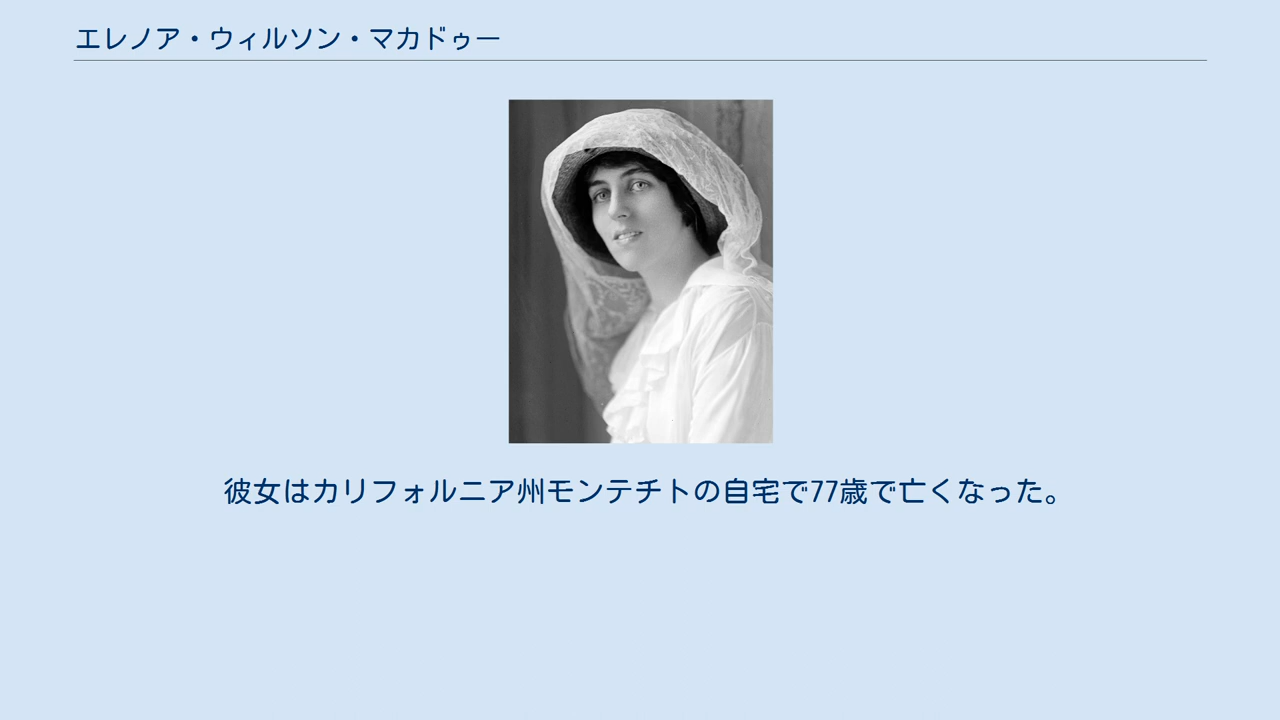 エレノア・ウィルソン・マカドゥー
彼女はカリフォルニア州モンテチトの自宅で77歳で亡くなった。